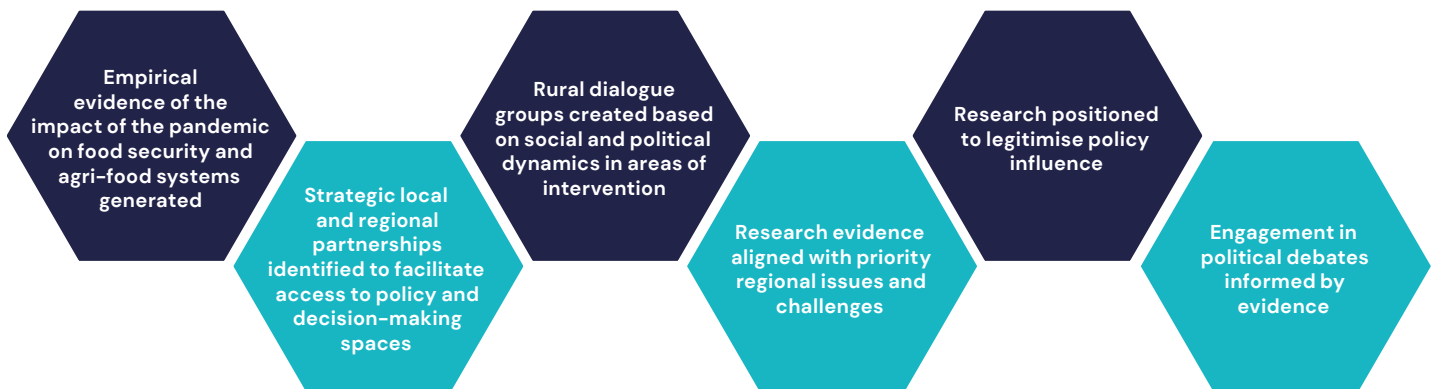 Empirical
evidence of the
impact of the pandemic
on food security and
agri-food systems
generated
Strategic local
and regional
partnerships
identified to facilitate
access to policy and
decision-making
spaces
Rural dialogue
groups created based
on social and political
dynamics in areas of
intervention
Research evidence
aligned with priority
regional issues and
challenges
Research positioned
to legitimise policy
influence
Engagement in
political debates
informed by
evidence